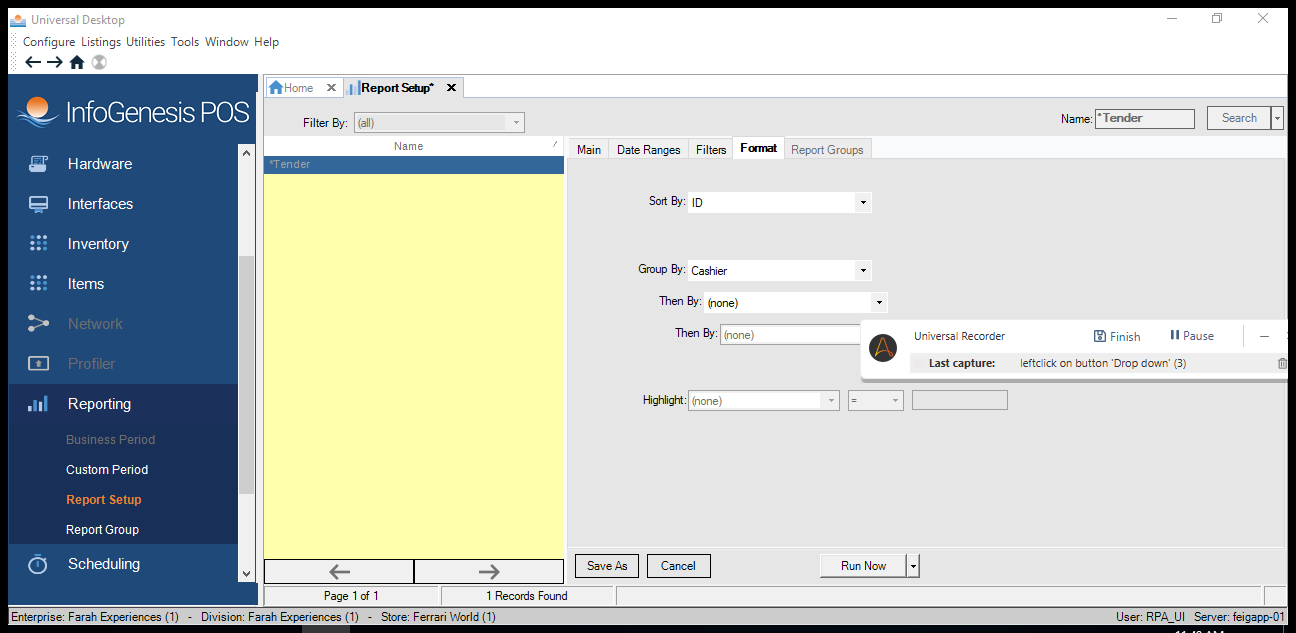 Universal Desktop
Configure Listings Utilities Tools Window Help
Home Report Setup*
InfoGenesis POS
Hardware
Interfaces
Inventory
Items
Network
Profiler
Reporting
Business Period
Custom Period
Report Setup
Report Group
Scheduling
Filter By: (all)
Name: *Tender Search
Name
*Tender
Main Date Ranges Filters Format Report Groups
Sort By: ID
Group By: Cashier
Then By: (none)
Then By: (none)
Highlight: (none) =
Universal Recorder Finish Pause
Last capture: leftclick on button 'Drop down' (3)
Save As Cancel Run Now
Page 1 of 1 1 Records Found
Enterprise: Farah Experiences (1) - Division: Farah Experiences (1) - Store: Ferrari World (1) User: RPA_UI Server: feigapp-01